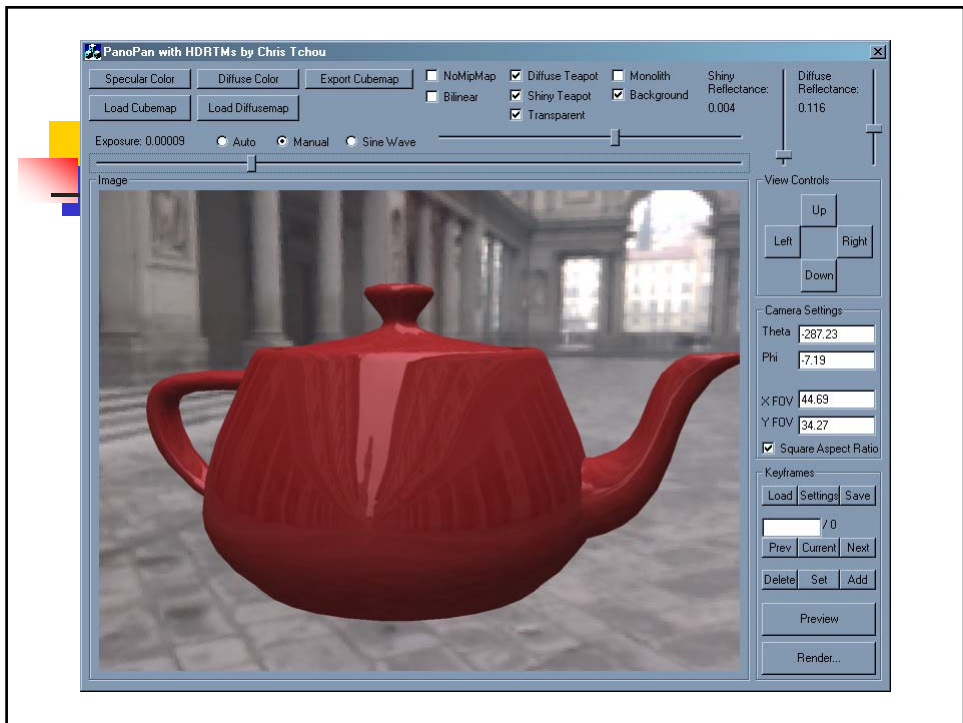 PanoPan with HDRTMs by Chris Tchou
Specular Color
Diffuse Color
Export Cubemap
Load Cubemap
Load Diffusemap
NoMipMap
Bilinear
Diffuse Teapot
Shiny Teapot
Transparent
Monolith
Background
Shiny
Reflectance:
0.004
Diffuse
Reflectance:
0.116
Exposure: 0.00009
Auto
Manual
Sine Wave
Image
View Controls
Up
Left
Right
Down
Camera Settings
Theta -287.23
Phi -7.19
X FOV 44.69
Y FOV 34.27
Square Aspect Ratio
Keyframes
Load Settings Save
/ 0
Prev Current Next
Delete Set Add
Preview
Render...